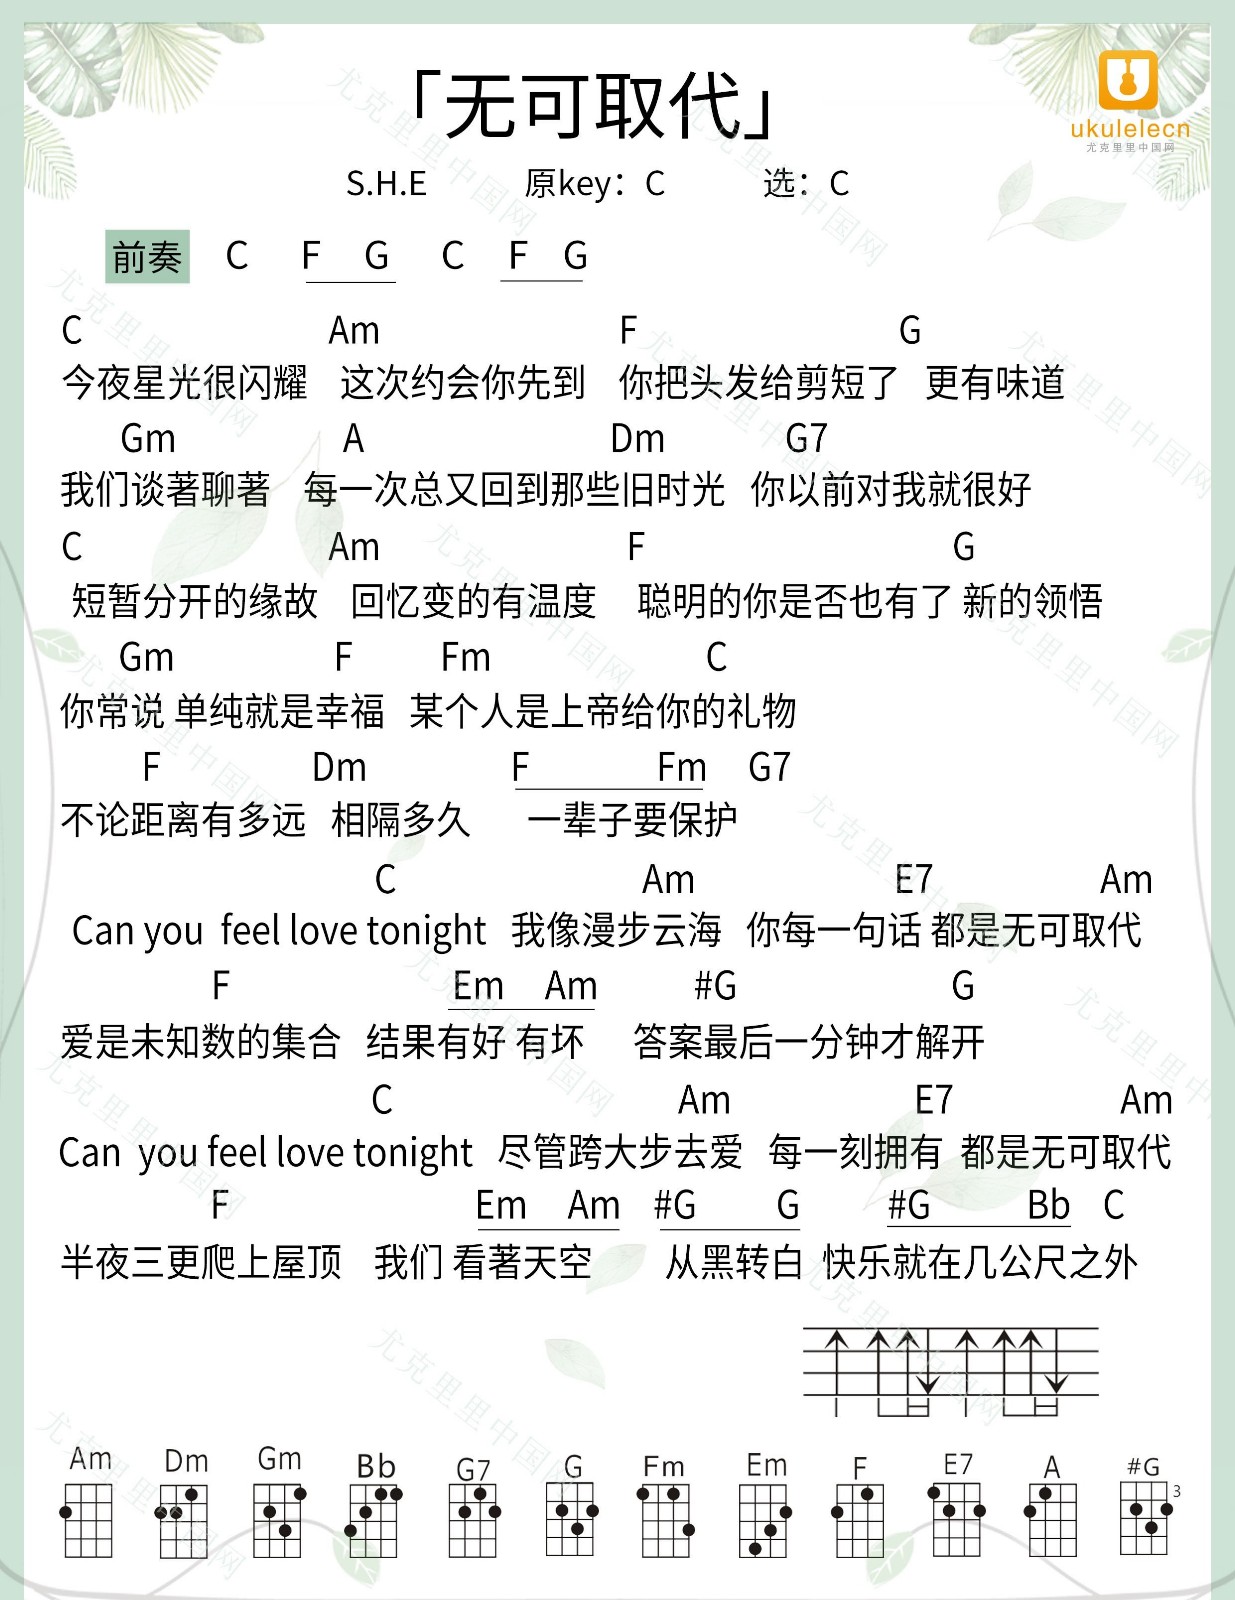 「无可取代」
ukulelecn
尤克里里中国网
S.H.E 原key：C 选：C
前奏 C F G C F G
C Am F G
今夜星光很闪耀 这次约会你先到 你把头发给剪短了 更有味道
Gm A Dm G7
我们谈著聊著 每一次总又回到那些旧时光 你以前对我就很好
C Am F G
短暂分开的缘故 回忆变的有温度 聪明的你是否也有了 新的领悟
Gm F Fm C
你常说 单纯就是幸福 某个人是上帝给你的礼物
F Dm F Fm G7
不论距离有多远 相隔多久 一辈子要保护
C Am E7 Am
Can you feel love tonight 我像漫步云海 你每一句话 都是无可取代
F Em Am #G G
爱是未知数的集合 结果有好 有坏 答案最后一分钟才解开
C Am E7 Am
Can you feel love tonight 尽管跨大步去爱 每一刻拥有 都是无可取代
F Em Am #G G #G Bb C
半夜三更爬上屋顶 我们 看著天空 从黑转白 快乐就在几公尺之外
Am Dm Gm Bb G7 G Fm Em F E7 A #G
3